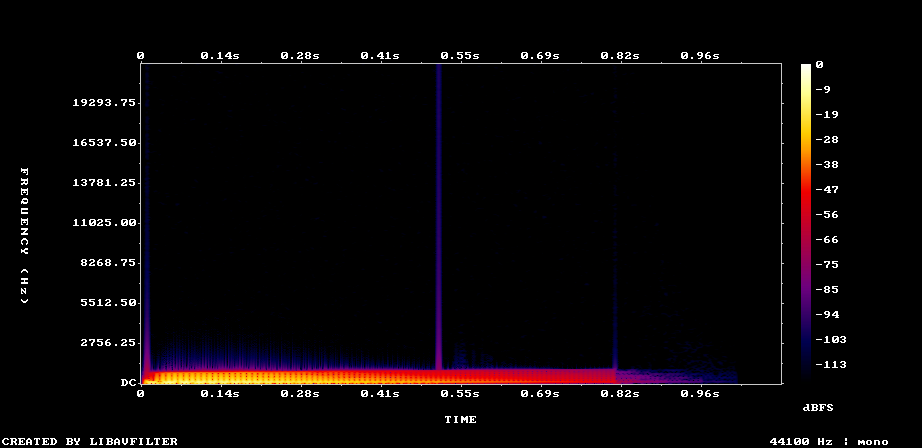 0 0.14s 0.28s 0.41s 0.55s 0.69s 0.82s 0.96s
0
-9
-19
-28
-38
-47
-56
-66
-75
-85
-94
-103
-113
dBFS
19293.75
16537.50
13781.25
11025.00
8268.75
5512.50
2756.25
DC
FREQUENCY (Hz)
0 0.14s 0.28s 0.41s 0.55s 0.69s 0.82s 0.96s
TIME
CREATED BY LIBAVFILTER
44100 Hz | mono